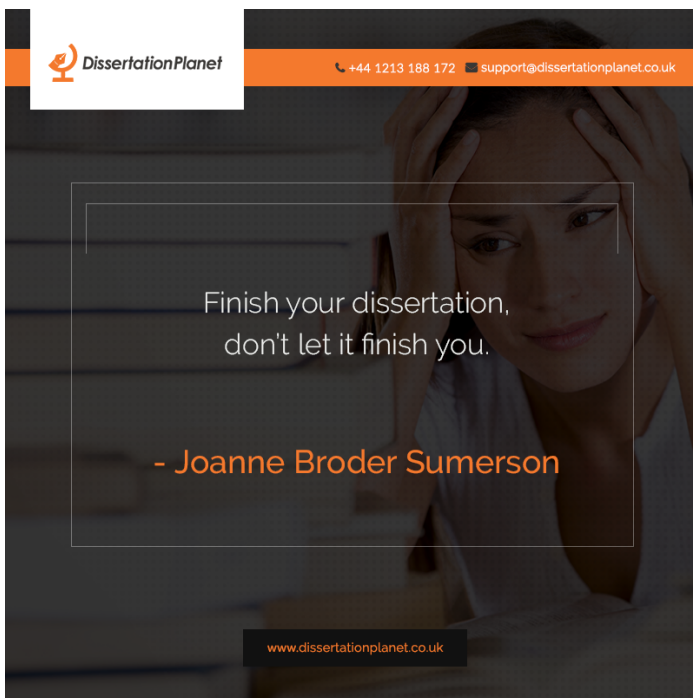 DissertationPlanet
+44 1213 188 172 support@dissertationplanet.co.uk
Finish your dissertation,
don't let it finish you.
- Joanne Broder Sumerson
www.dissertationplanet.co.uk